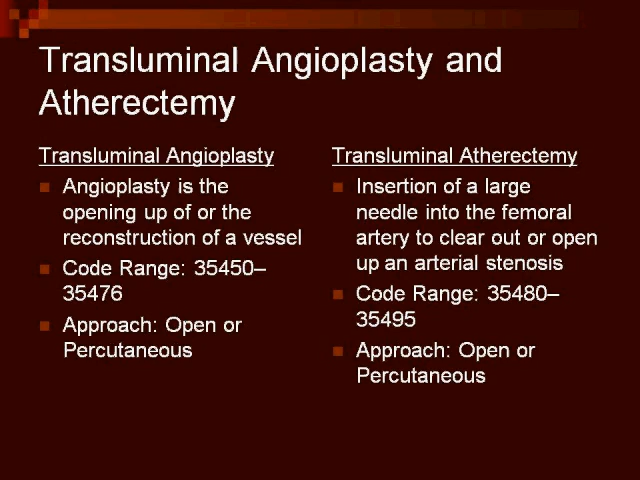 Transluminal Angioplasty and
Atherectemy
Transluminal Angioplasty
Angioplasty is the
opening up of or the
reconstruction of a vessel
Code Range: 35450–
35476
Approach: Open or
Percutaneous
Transluminal Atherectemy
Insertion of a large
needle into the femoral
artery to clear out or open
up an arterial stenosis
Code Range: 35480–
35495
Approach: Open or
Percutaneous